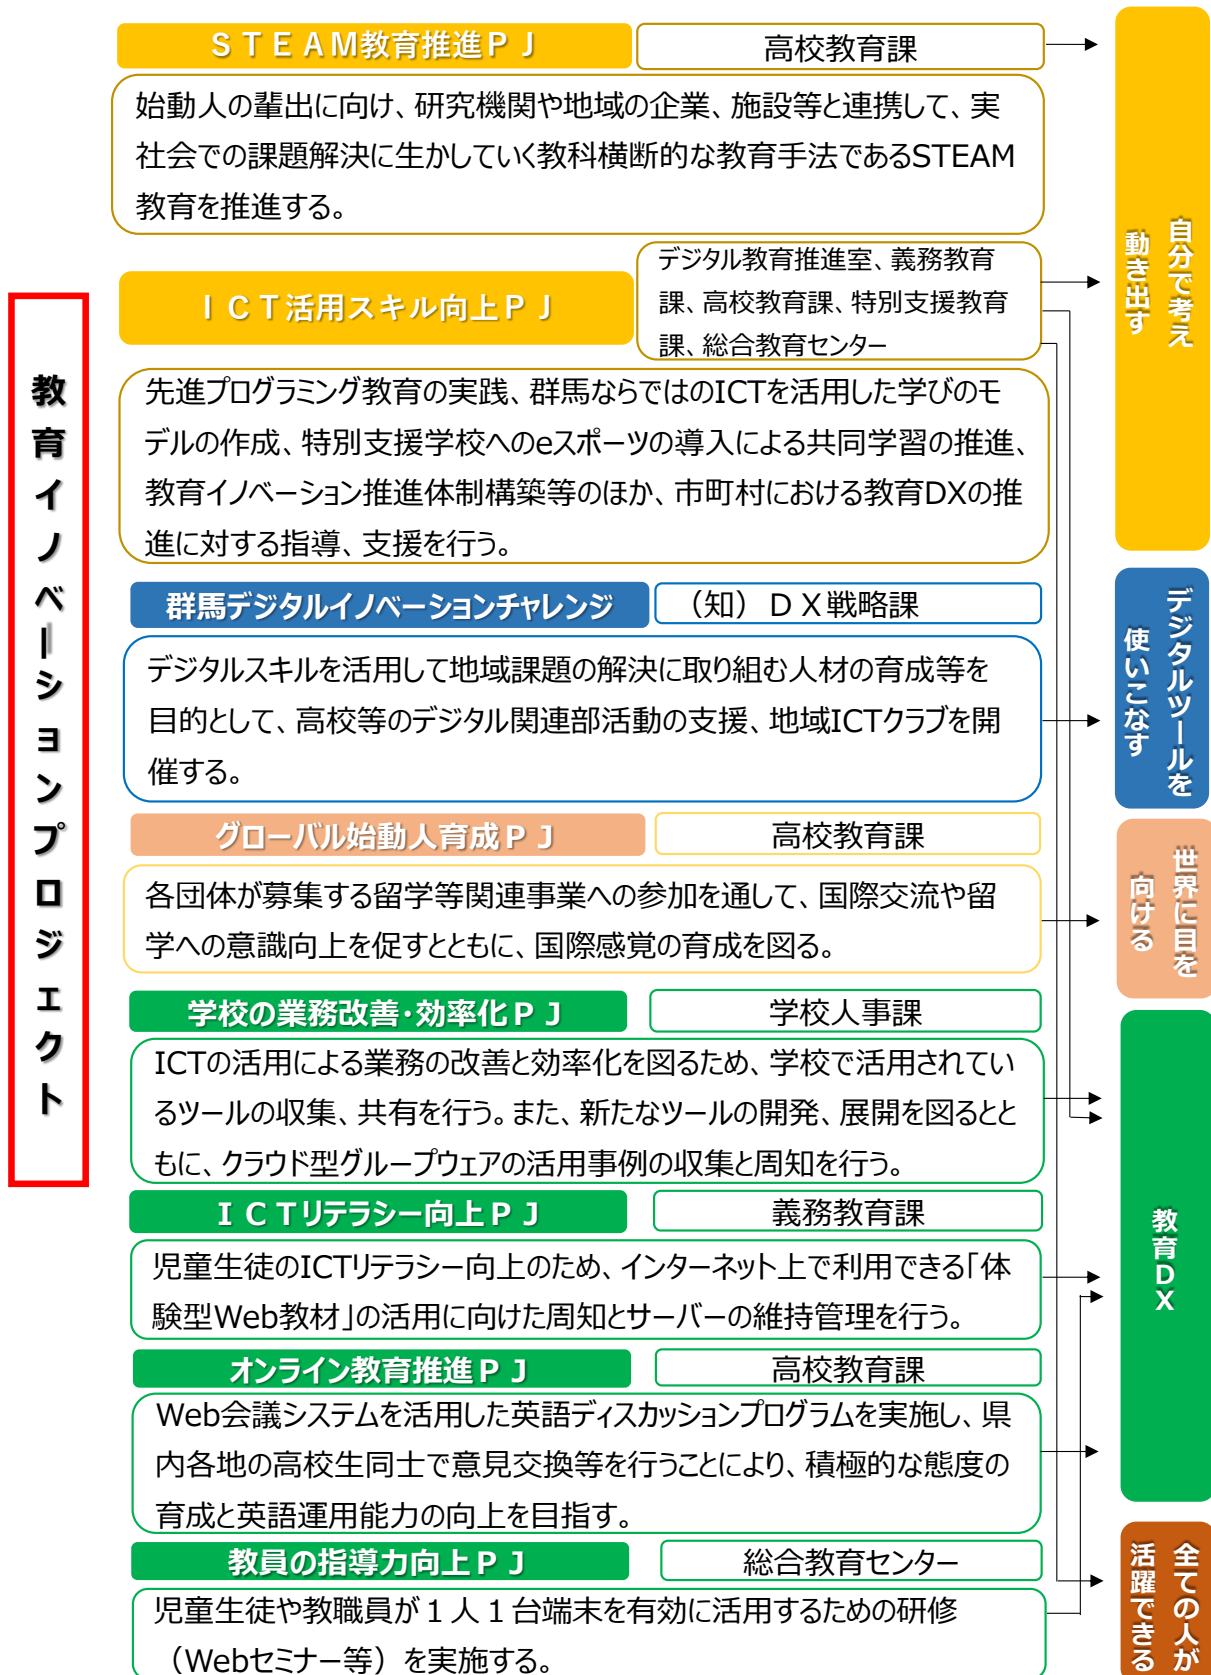 教育イノベーションプロジェクト
ＳＴＥＡＭ教育推進ＰＪ
高校教育課
始動人の輩出に向け、研究機関や地域の企業、施設等と連携して、実
社会での課題解決に生かしていく教科横断的な教育手法であるSTEAM
教育を推進する。
ＩＣＴ活用スキル向上ＰＪ
デジタル教育推進室、義務教育
課、高校教育課、特別支援教育
課、総合教育センター
先進プログラミング教育の実践、群馬ならではのICTを活用した学びのモ
デルの作成、特別支援学校へのeスポーツの導入による共同学習の推進、
教育イノベーション推進体制構築等のほか、市町村における教育DXの推
進に対する指導、支援を行う。
群馬デジタルイノベーションチャレンジ
（知）ＤＸ戦略課
デジタルスキルを活用して地域課題の解決に取り組む人材の育成等を
目的として、高校等のデジタル関連部活動の支援、地域ICTクラブを開
催する。
グローバル始動人育成ＰＪ
高校教育課
各団体が募集する留学等関連事業への参加を通して、国際交流や留
学への意識向上を促すとともに、国際感覚の育成を図る。
学校の業務改善・効率化ＰＪ
学校人事課
ICTの活用による業務の改善と効率化を図るため、学校で活用されてい
るツールの収集、共有を行う。また、新たなツールの開発、展開を図るとと
もに、クラウド型グループウェアの活用事例の収集と周知を行う。
ＩＣＴリテラシー向上ＰＪ
義務教育課
児童生徒のICTリテラシー向上のため、インターネット上で利用できる「体
験型Web教材」の活用に向けた周知とサーバーの維持管理を行う。
オンライン教育推進ＰＪ
高校教育課
Web会議システムを活用した英語ディスカッションプログラムを実施し、県
内各地の高校生同士で意見交換等を行うことにより、積極的な態度の
育成と英語運用能力の向上を目指す。
教員の指導力向上ＰＪ
総合教育センター
児童生徒や教職員が１人１台端末を有効に活用するための研修
（Webセミナー等）を実施する。
自分で考え
動き出す
デジタルツールを
使いこなす
世界に目を
向ける
教育ＤＸ
全ての人が
活躍できる